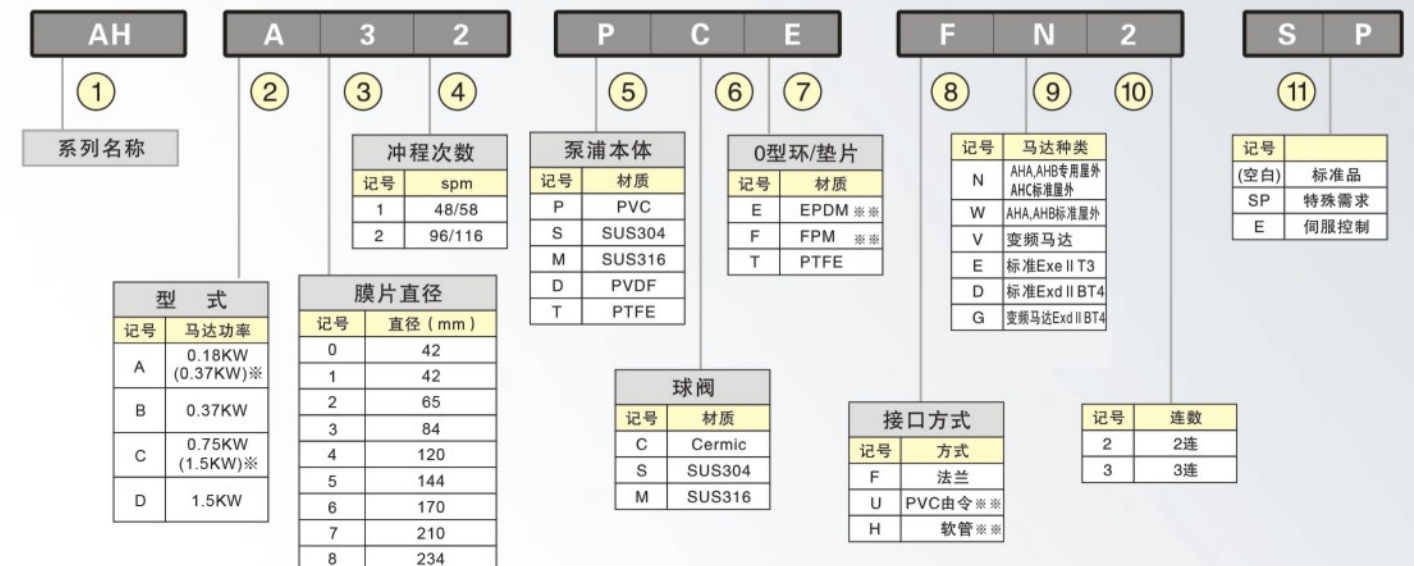 AH A 3 2 P C E F N 2 S P
1 2 3 4 5 6 7 8 9 10 11
系列名称
型 式
记号 马达功率
A 0.18KW
(0.37KW)※
B 0.37KW
C 0.75KW
(1.5KW)※
D 1.5KW
膜片直径
记号 直径（mm）
0 42
1 42
2 65
3 84
4 120
5 144
6 170
7 210
8 234
冲程次数
记号 spm
1 48/58
2 96/116
泵浦本体
记号 材质
P PVC
S SUS304
M SUS316
D PVDF
T PTFE
球阀
记号 材质
C Cermic
S SUS304
M SUS316
0型环/垫片
记号 材质
E EPDM ※※
F FPM ※※
T PTFE
接口方式
记号 方式
F 法兰
U PVC由令※※
H 软管※※
记号 马达种类
N AHA,AHB专用屋外
AHC标准屋外
W AHA,AHB标准屋外
V 变频马达
E 标准Exe II T3
D 标准Exd II BT4
G 变频马达Exd II BT4
记号 连数
2 2连
3 3连
记号
(空白) 标准品
SP 特殊需求
E 伺服控制